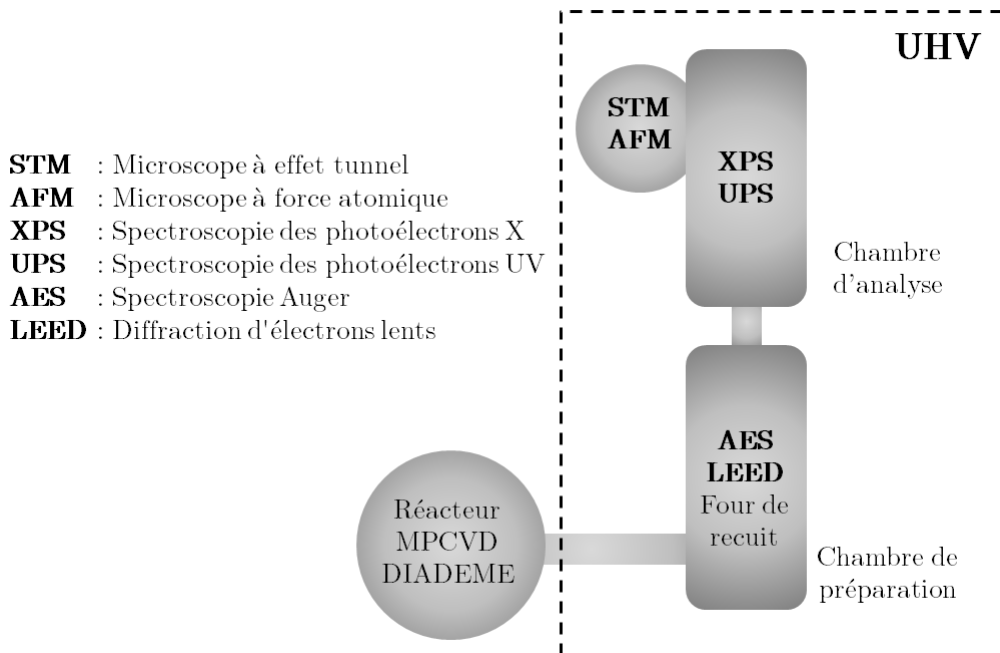 UHV
STM
AFM
XPS
UPS
STM : Microscope à effet tunnel
AFM : Microscope à force atomique
XPS : Spectroscopie des photoélectrons X
UPS : Spectroscopie des photoélectrons UV
AES : Spectroscopie Auger
LEED : Diffraction d'électrons lents
Chambre
d'analyse
AES
LEED
Four de
recuit
Réacteur
MPCVD
DIADEME
Chambre de
préparation